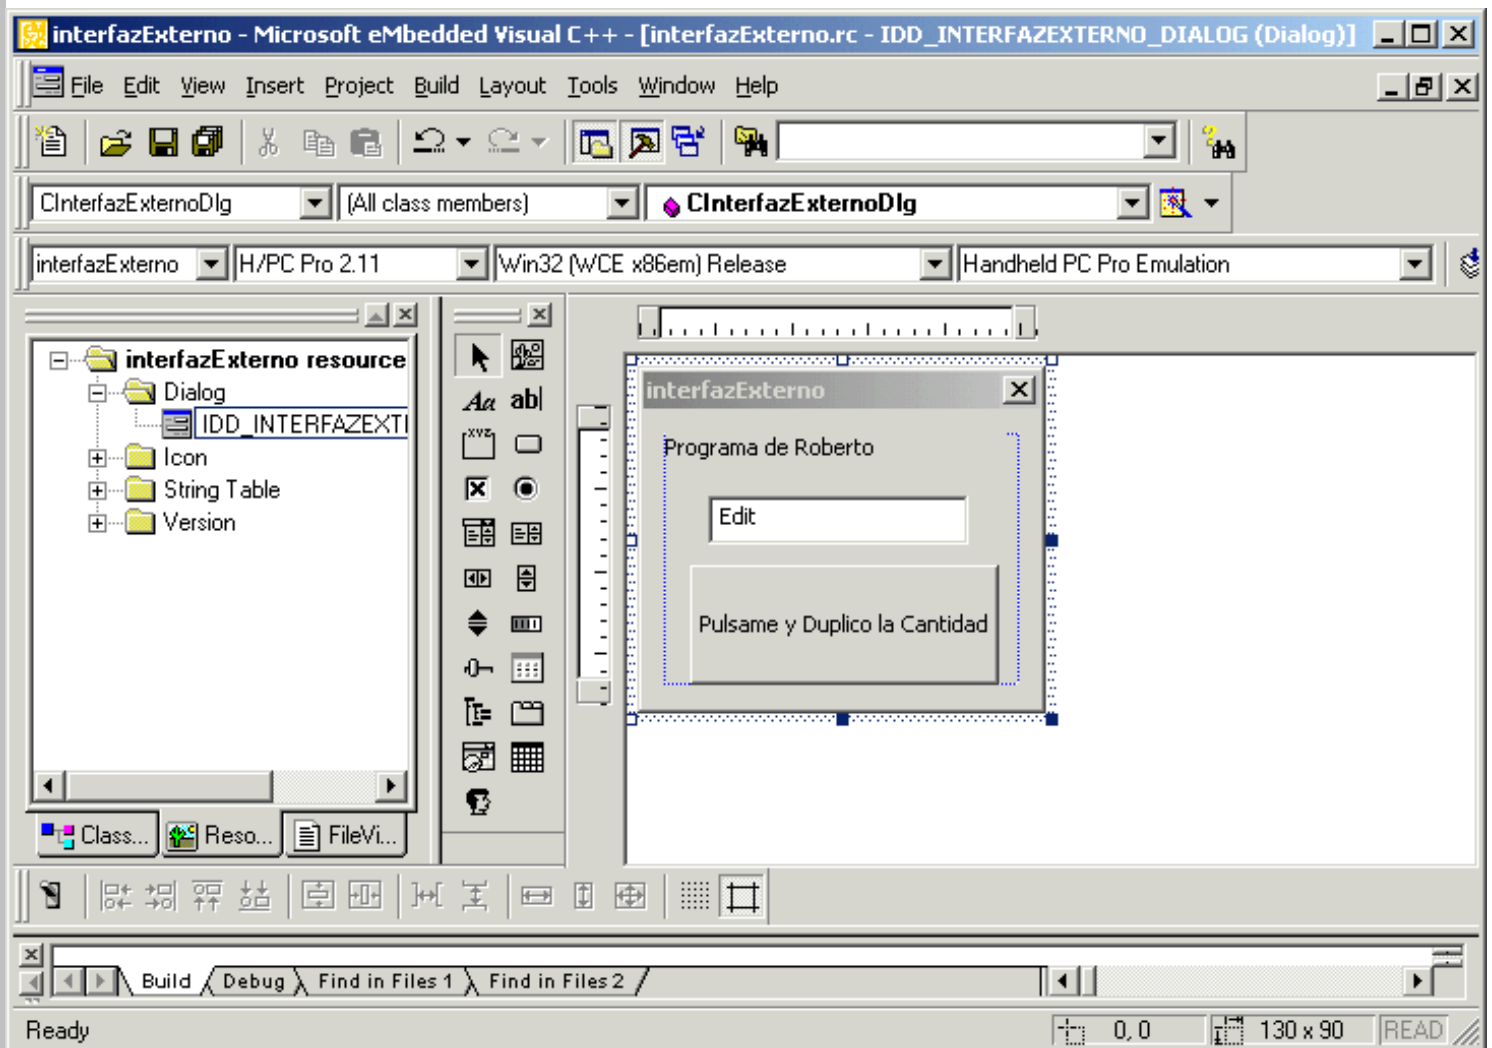 interfazExterno - Microsoft eMbedded Visual C++ - [interfazExterno.rc - IDD_INTERFAZEXTERNO_DIALOG (Dialog)]
File Edit View Insert Project Build Layout Tools Window Help
CInterfazExternoDlg (All class members) CInterfazExternoDlg
interfazExterno H/PC Pro 2.11 Win32 (WCE x86em) Release Handheld PC Pro Emulation
interfazExterno resource
Dialog
IDD_INTERFAZEXTI
Icon
String Table
Version
Aa ab|
XYZ
interfazExterno
Programa de Roberto
Edit
Pulsame y Duplico la Cantidad
Class... Reso... FileVi...
Build Debug Find in Files 1 Find in Files 2
Ready 0, 0 130 x 90 READ